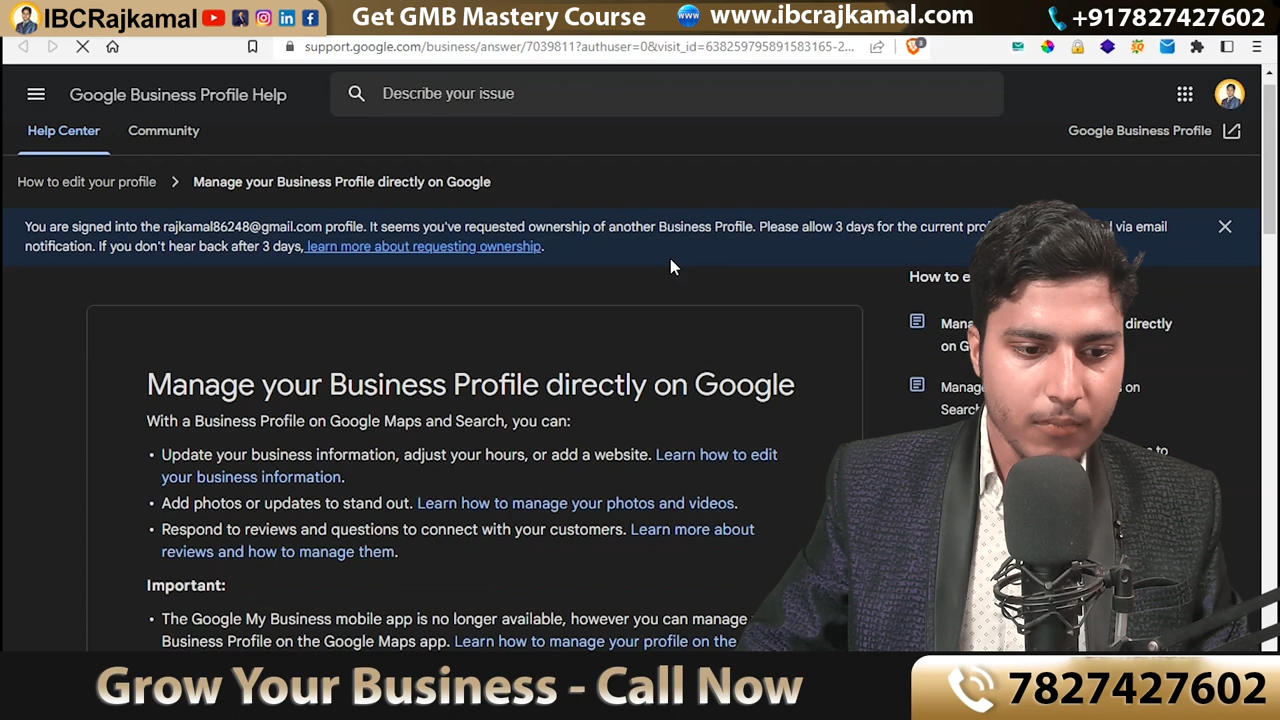 IBCRajkamal
Get GMB Mastery Course
www.ibcrajkamal.com
+917827427602
support.google.com/business/answer/7039811?authuser=0&visit_id=638259795891583165-2...
Google Business Profile Help
Describe your issue
Help Center
Community
Google Business Profile
How to edit your profile
Manage your Business Profile directly on Google
You are signed into the rajkamal86248@gmail.com profile. It seems you've requested ownership of another Business Profile. Please allow 3 days for the current via email
notification. If you don't hear back after 3 days, learn more about requesting ownership.
How to
directly
on
Manage your Business Profile directly on Google
With a Business Profile on Google Maps and Search, you can:
• Update your business information, adjust your hours, or add a website. Learn how to edit
your business information.
• Add photos or updates to stand out. Learn how to manage your photos and videos.
• Respond to reviews and questions to connect with your customers. Learn more about
reviews and how to manage them.
on
to
Important:
• The Google My Business mobile app is no longer available, however you can manage
Business Profile on the Google Maps app. Learn how to manage your profile on the
Grow Your Business - Call Now
7827427602